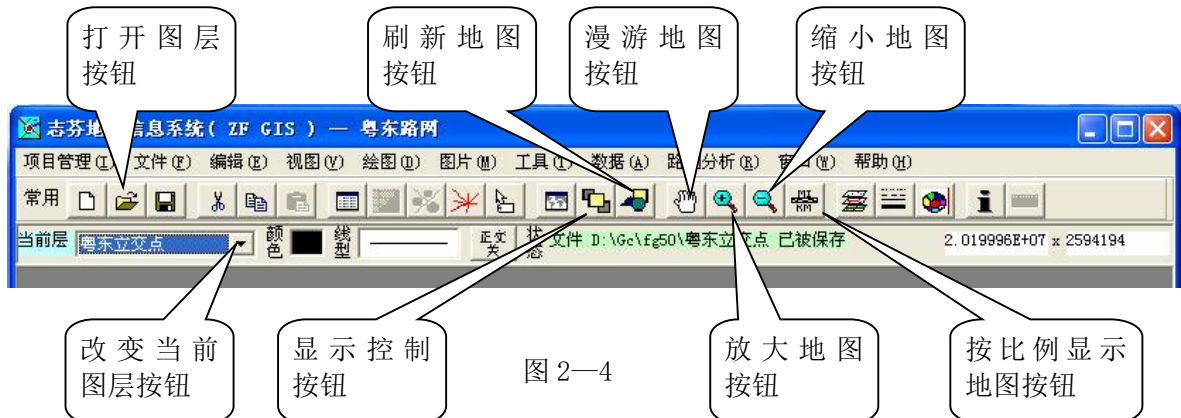 打开图层
按钮
刷新地图
按钮
漫游地图
按钮
缩小地图
按钮
志芬地 信息系统( ZF GIS ) — 粤东路网
项目管理(I) 文件(F) 编辑(E) 视图(V) 绘图(D) 图片(M) 工具(T) 数据(A) 路 分析(R) 窗口(W) 帮助(H)
常用
MI
KM
当前层 粤东立交点 颜色 线型 正交关 状态 文件 D:\Gc\fg50\粤东立交点 已被保存 2.019996E+07 x 2594194
改变当前
图层按钮
显示控制
按钮
图 2—4
放大地图
按钮
按比例显示
地图按钮